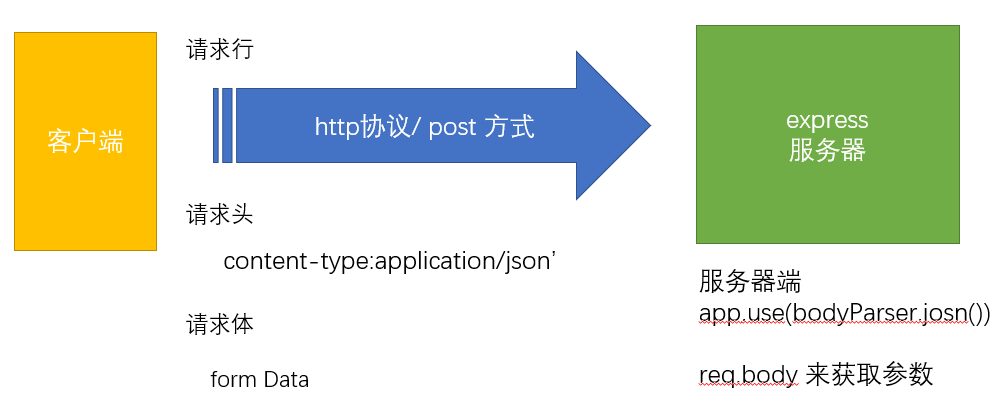 请求行
客户端
http协议/ post 方式
express
服务器
请求头
content-type:application/json’
请求体
form Data
服务器端
app.use(bodyParser.josn())
req.body 来获取参数